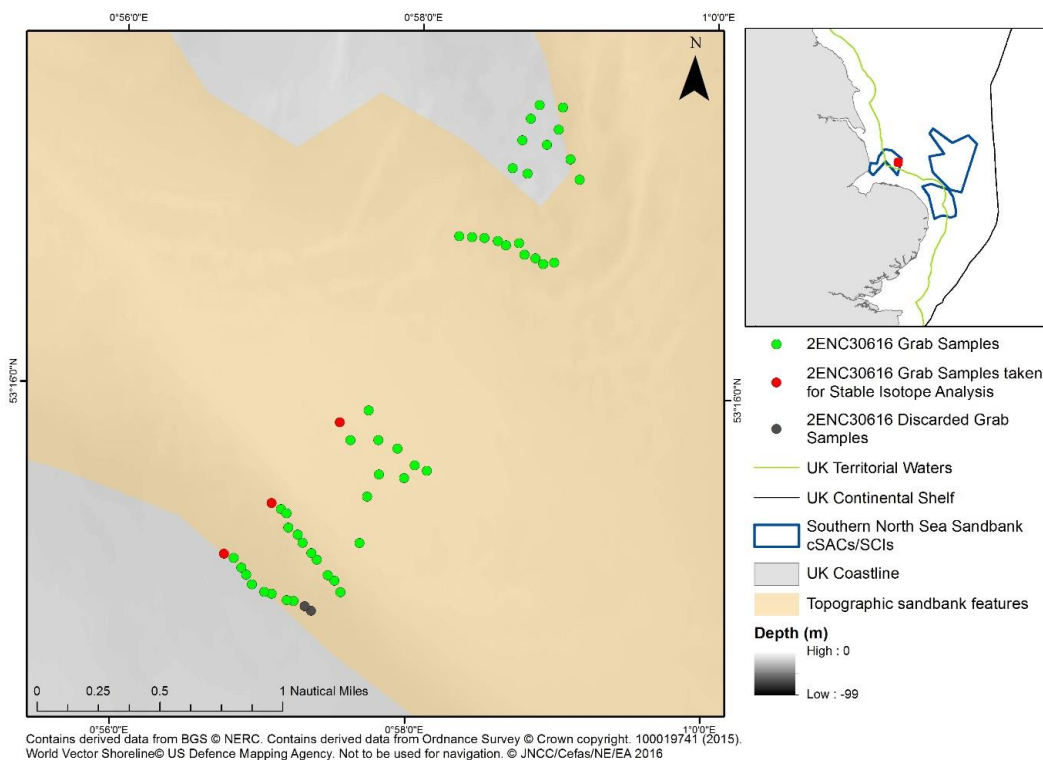 0°56'0"E
0°58'0"E
1°0'0"E
N
53°16'0"N
53°16'0"N
0
0.25
0.5
1 Nautical Miles
0°56'0"E
0°58'0"E
1°0'0"E
2ENC30616 Grab Samples
2ENC30616 Grab Samples taken
for Stable Isotope Analysis
2ENC30616 Discarded Grab
Samples
UK Territorial Waters
UK Continental Shelf
Southern North Sea Sandbank
cSACs/SCIs
UK Coastline
Topographic sandbank features
Depth (m)
High : 0
Low : -99
Contains derived data from BGS © NERC. Contains derived data from Ordnance Survey © Crown copyright. 100019741 (2015).
World Vector Shoreline© US Defence Mapping Agency. Not to be used for navigation. © JNCC/Cefas/NE/EA 2016